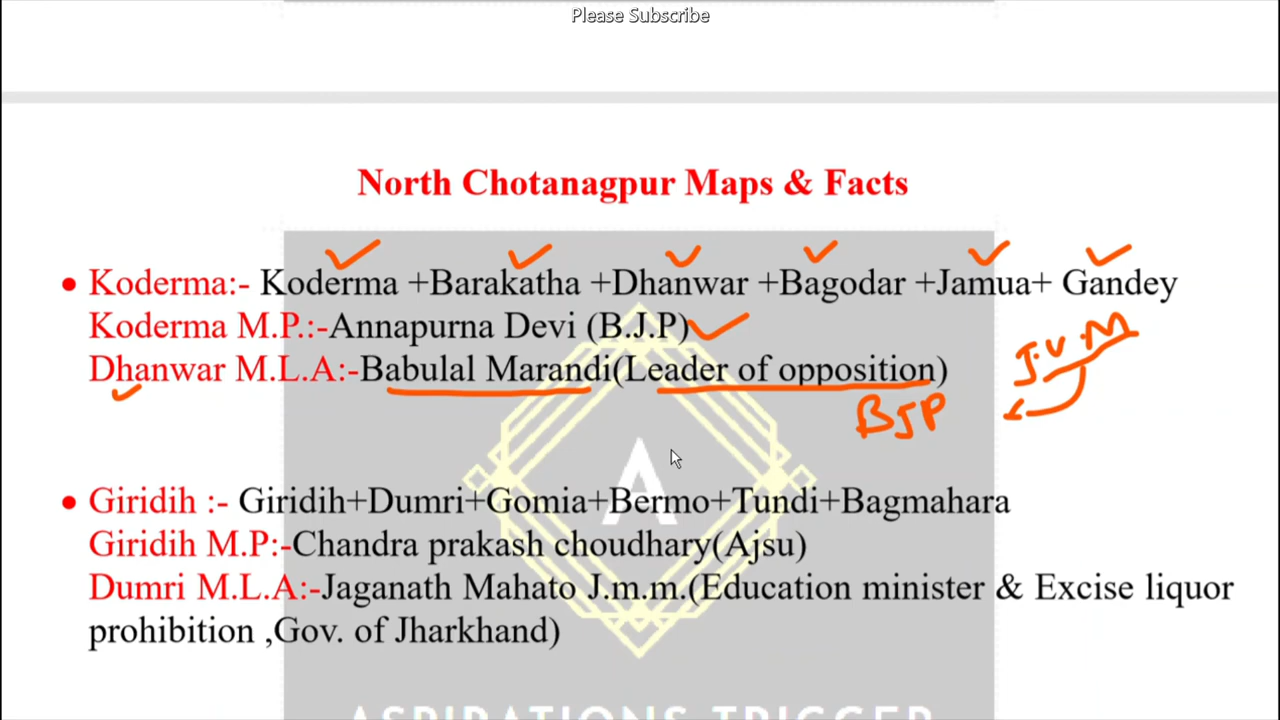 Please Subscribe
North Chotanagpur Maps & Facts
• Koderma:- Koderma +Barakatha +Dhanwar +Bagodar +Jamua+ Gandey
Koderma M.P.:-Annapurna Devi (B.J.P)
Dhanwar M.L.A:-Babulal Marandi(Leader of opposition)
J.V.M
BJP
• Giridih :- Giridih+Dumri+Gomia+Bermo+Tundi+Bagmahara
Giridih M.P:-Chandra prakash choudhary(Ajsu)
Dumri M.L.A:-Jaganath Mahato J.m.m.(Education minister & Excise liquor
prohibition ,Gov. of Jharkhand)
A
ASPIRATIONS TRIGGER